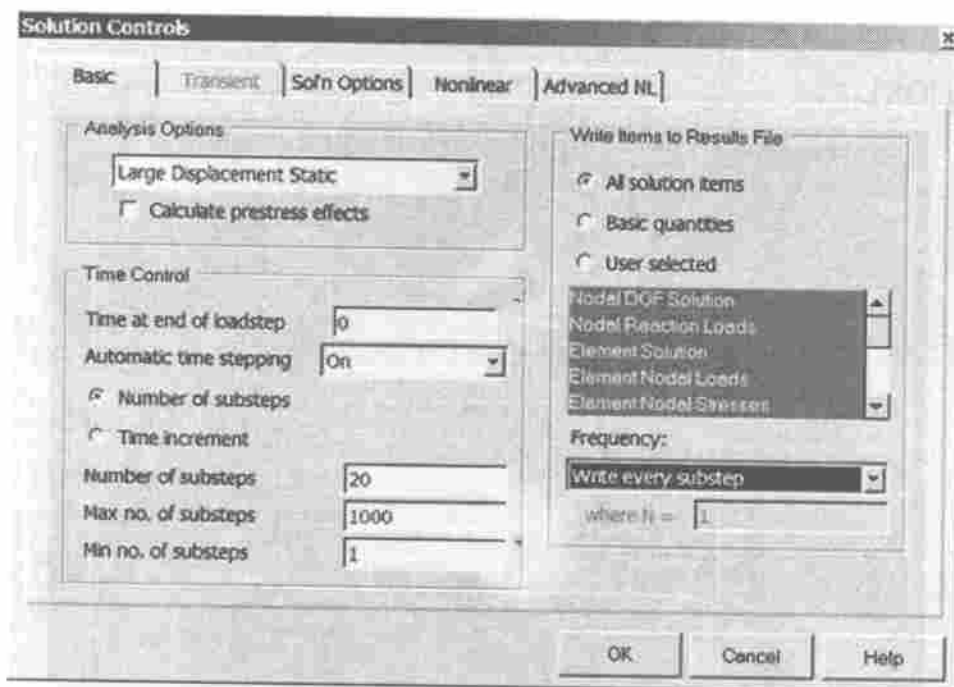 Solution Controls
Basic
Transient
Sol'n Options
Nonlinear
Advanced NL
Analysis Options
Large Displacement Static
Calculate prestress effects
Time Control
Time at end of loadstep
0
Automatic time stepping
On
Number of substeps
Time increment
Number of substeps
20
Max no. of substeps
1000
Min no. of substeps
1
Write Items to Results File
All solution items
Basic quantities
User selected
Nodal DOF Solution
Nodal Reaction Loads
Element Solution
Element Nodal Loads
Element Nodal Stresses
Frequency:
Write every substep
where N =
1
OK
Cancel
Help